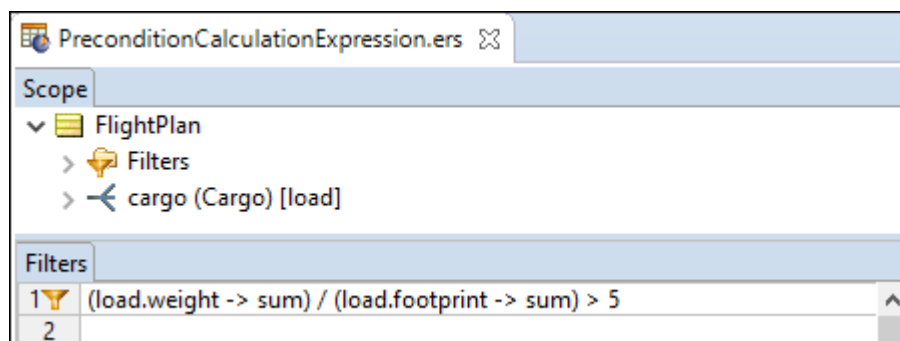 PreconditionCalculationExpression.ers
Scope
FlightPlan
Filters
cargo (Cargo) [load]
Filters
1 (load.weight -> sum) / (load.footprint -> sum) > 5
2